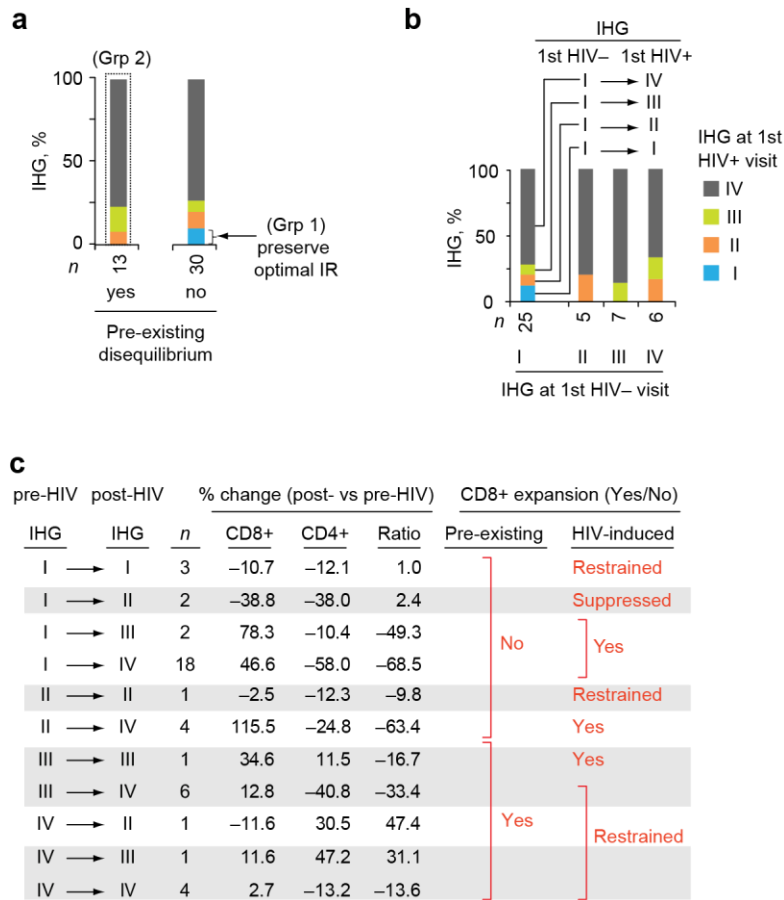 a
(Grp 2)
100
50
0
IHG, %
n
13
30
yes
no
Pre-existing
disequilibrium
(Grp 1)
preserve
optimal IR
b
IHG
1st HIV– 1st HIV+
I IV
I III
I II
I I
100
50
0
IHG, %
n
25
5
7
6
I II III IV
IHG at 1st HIV– visit
IHG at 1st
HIV+ visit
IV
III
II
I
c
pre-HIV post-HIV % change (post- vs pre-HIV) CD8+ expansion (Yes/No)
IHG IHG n CD8+ CD4+ Ratio Pre-existing HIV-induced
I I 3 –10.7 –12.1 1.0 Restrained
I II 2 –38.8 –38.0 2.4 Suppressed
I III 2 78.3 –10.4 –49.3
No Yes
I IV 18 46.6 –58.0 –68.5
II II 1 –2.5 –12.3 –9.8 Restrained
II IV 4 115.5 –24.8 –63.4 Yes
III III 1 34.6 11.5 –16.7 Yes
III IV 6 12.8 –40.8 –33.4
IV II 1 –11.6 30.5 47.4
Yes Restrained
IV III 1 11.6 47.2 31.1
IV IV 4 2.7 –13.2 –13.6